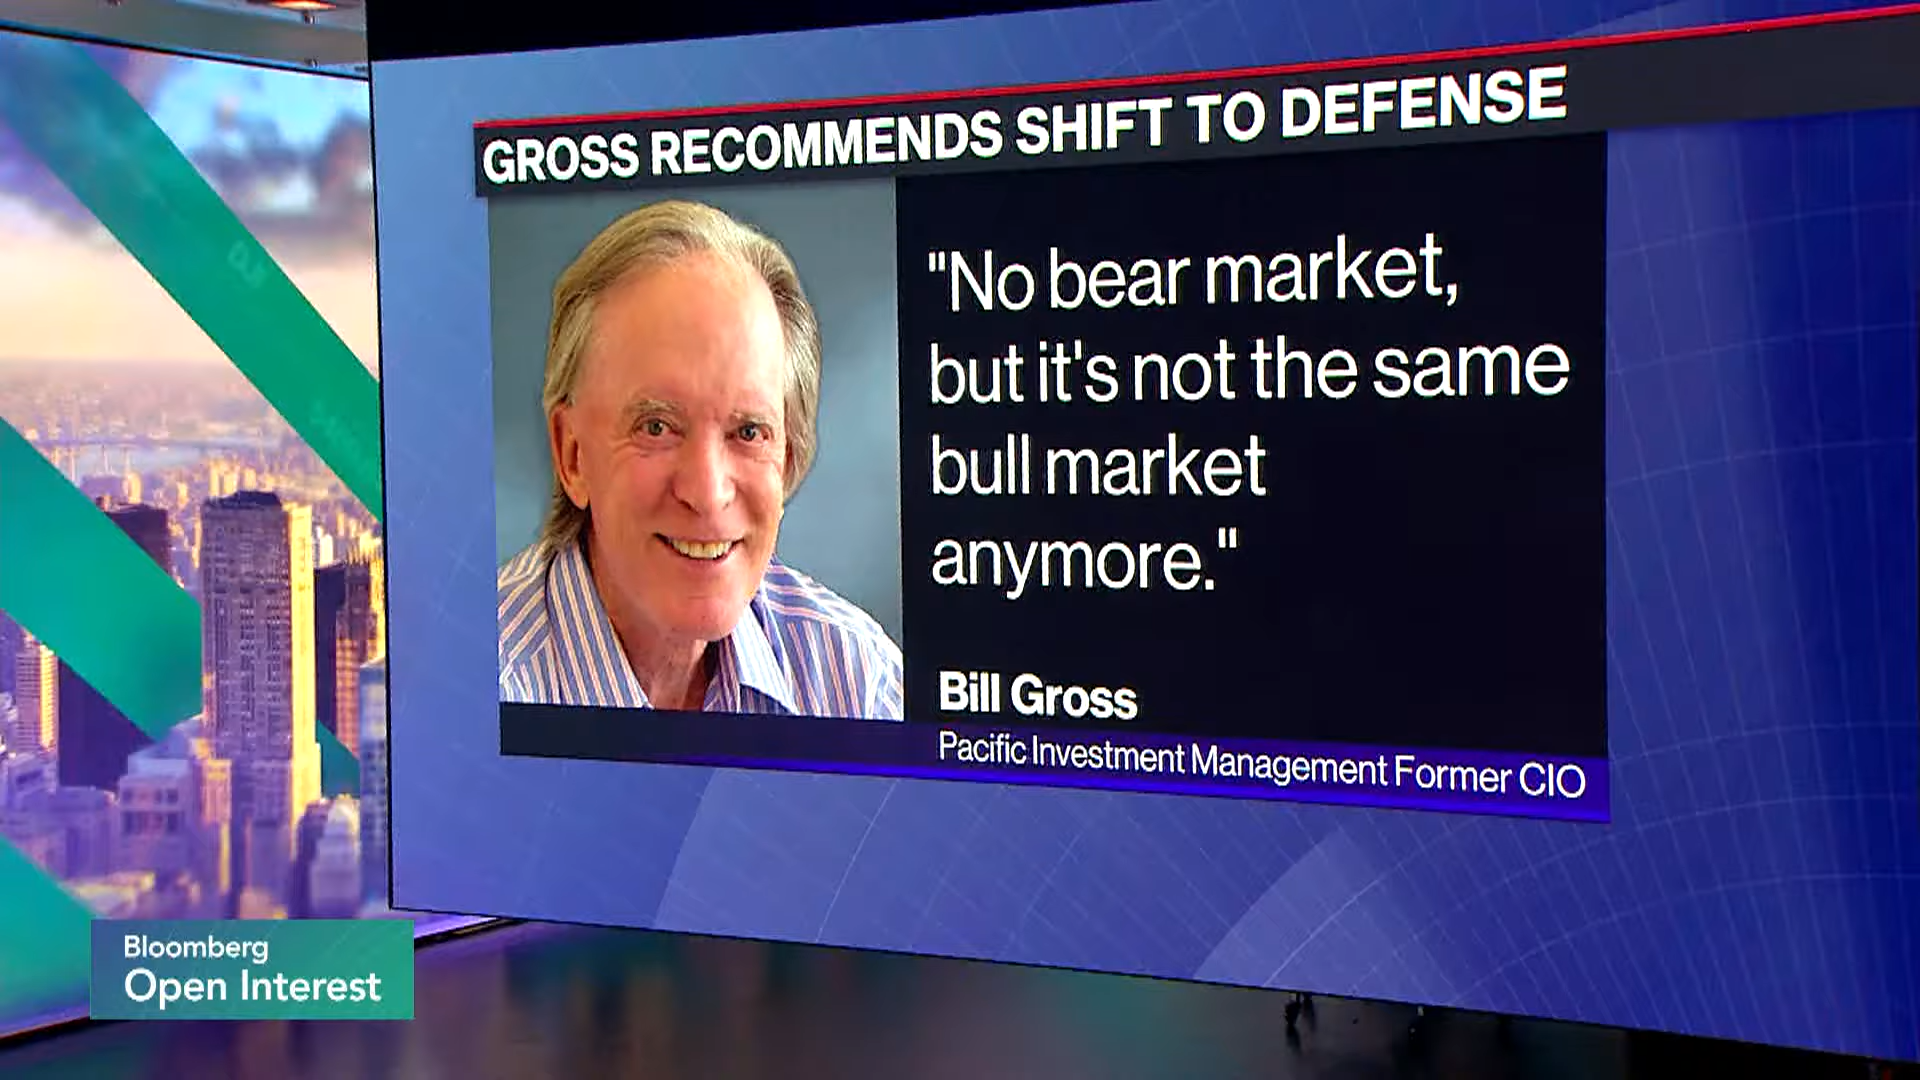 GROSS RECOMMENDS SHIFT TO DEFENSE
"No bear market,
but it's not the same
bull market
anymore."
Bill Gross
Pacific Investment Management Former CIO
Bloomberg
Open Interest